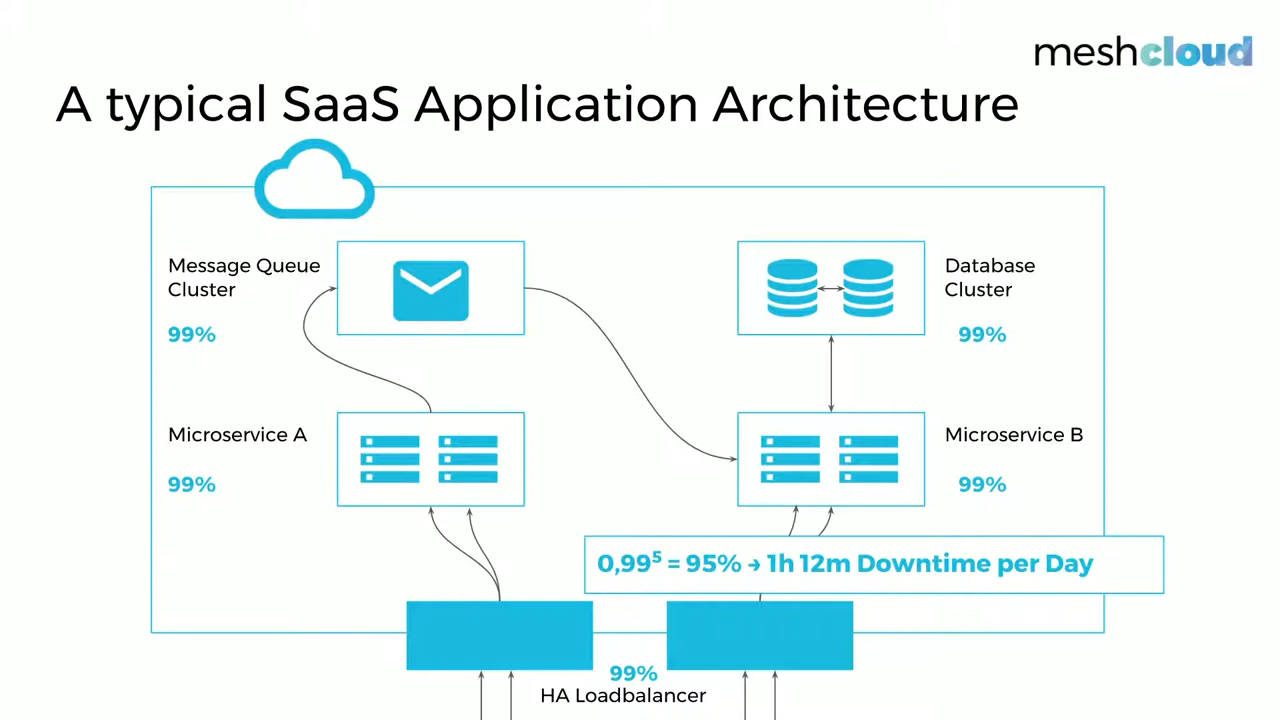 meshcloud
A typical SaaS Application Architecture
Message Queue
Cluster
99%
Database
Cluster
99%
Microservice A
99%
Microservice B
99%
0,99⁵ = 95% → 1h 12m Downtime per Day
99%
HA Loadbalancer